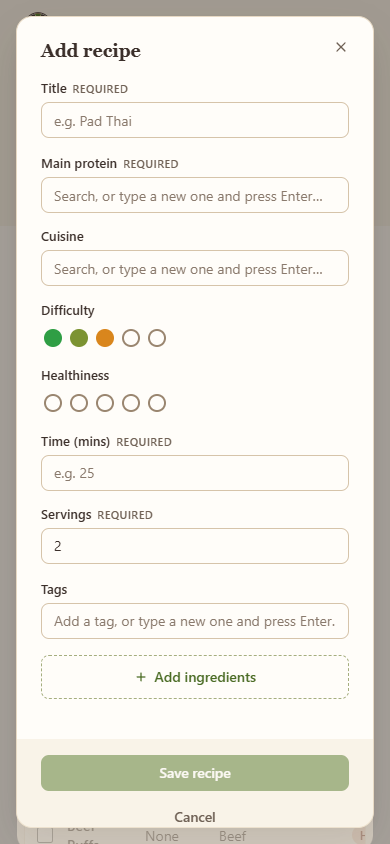 Add recipe
Title REQUIRED
e.g. Pad Thai
Main protein REQUIRED
Search, or type a new one and press Enter...
Cuisine
Search, or type a new one and press Enter...
Difficulty
Healthiness
Time (mins) REQUIRED
e.g. 25
Servings REQUIRED
2
Tags
Add a tag, or type a new one and press Enter.
+ Add ingredients
Save recipe
Cancel
None Beef